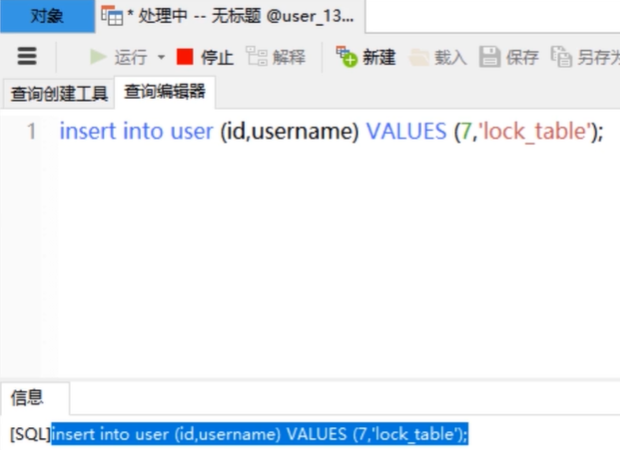 对象 * 处理中 -- 无标题 @user_13...
运行 停止 解释 新建 载入 保存 另存为
查询创建工具 查询编辑器
1 insert into user (id,username) VALUES (7,'lock_table');
信息
[SQL]insert into user (id,username) VALUES (7,'lock_table');